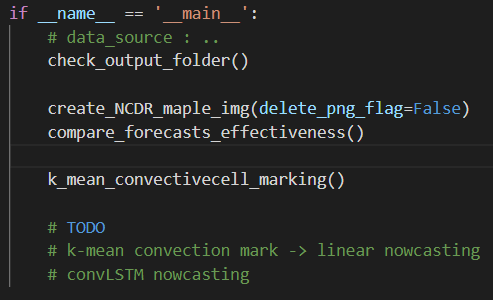 if __name__ == '__main__':
    # data_source : ..
    check_output_folder()

    create_NCDR_maple_img(delete_png_flag=False)
    compare_forecasts_effectiveness()

    k_mean_convectivecell_marking()

    # TODO
    # k-mean convection mark -> linear nowcasting
    # convLSTM nowcasting